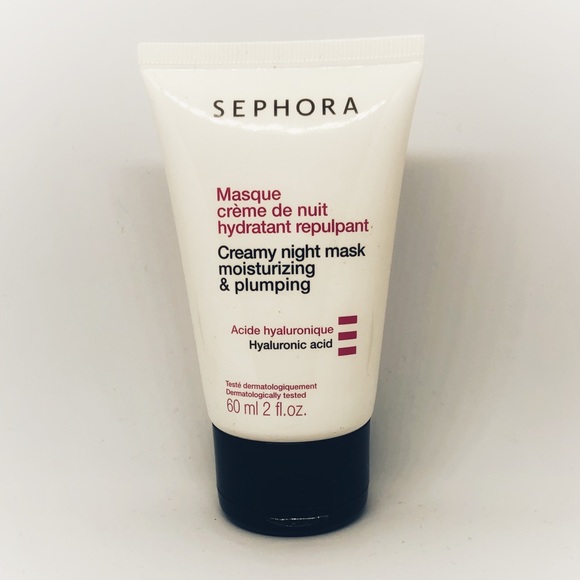 SEPHORA
Masque
crème de nuit
hydratant repulpant
Creamy night mask
moisturizing
& plumping
Acide hyaluronique
Hyaluronic acid
Testé dermatologiquement
Dermatologically tested
60 ml 2 fl.oz.